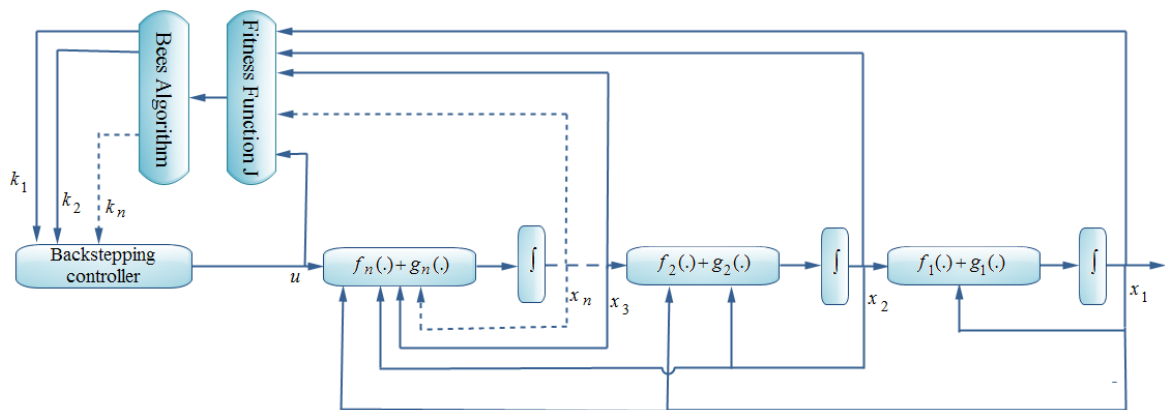 Bees Algorithm
Fitness Function J
k₁
k₂
kₙ
Backstepping
controller
u
fₙ(.)+gₙ(.)
∫
xₙ
x₃
f₂(.)+g₂(.)
∫
x₂
f₁(.)+g₁(.)
∫
x₁
-